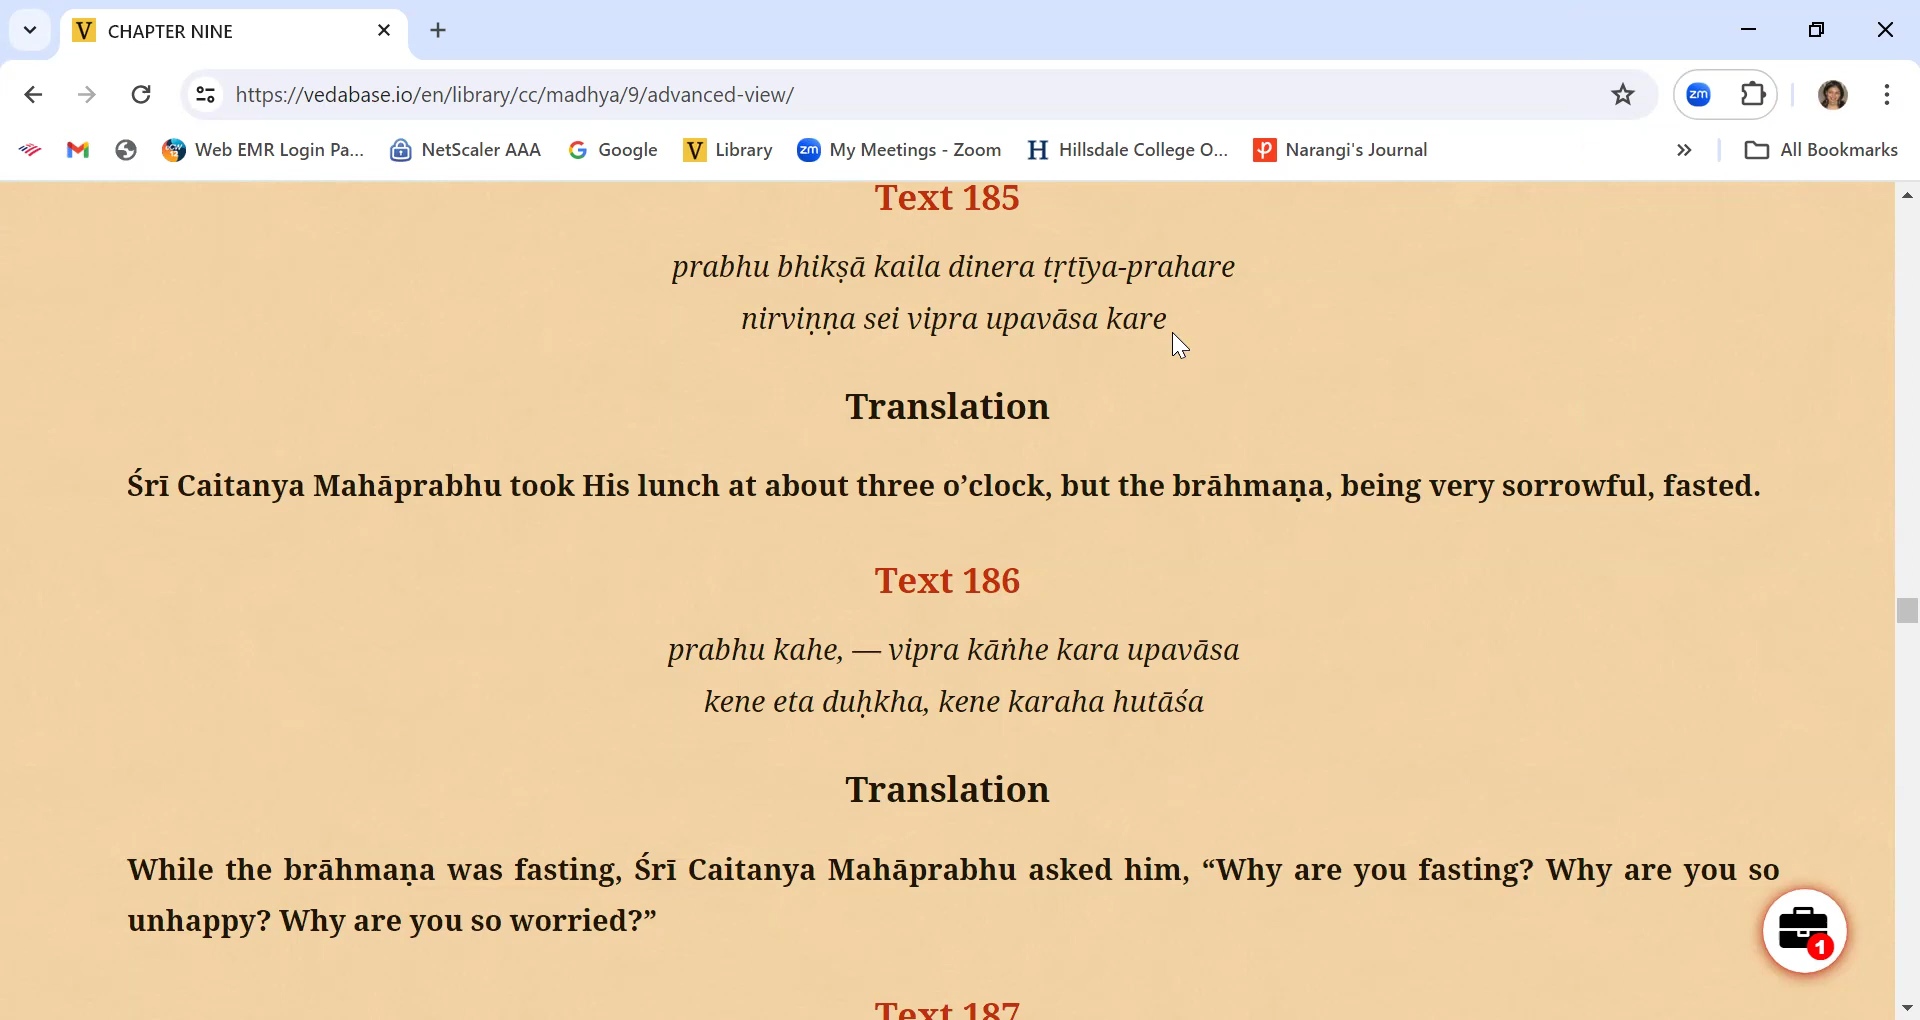 CHAPTER NINE
https://vedabase.io/en/library/cc/madhya/9/advanced-view/
zm
Web EMR Login Pa...
NetScaler AAA
Google
Library
My Meetings - Zoom
Hillsdale College O...
Narangi's Journal
All Bookmarks
Text 185
prabhu bhikṣā kaila dinera tṛtīya-prahare
nirviṇṇa sei vipra upavāsa kare
Translation
Śrī Caitanya Mahāprabhu took His lunch at about three o’clock, but the brāhmaṇa, being very sorrowful, fasted.
Text 186
prabhu kahe, — vipra kāṅhe kara upavāsa
kene eta duḥkha, kene karaha hutāśa
Translation
While the brāhmaṇa was fasting, Śrī Caitanya Mahāprabhu asked him, “Why are you fasting? Why are you so
unhappy? Why are you so worried?”
1
Text 187